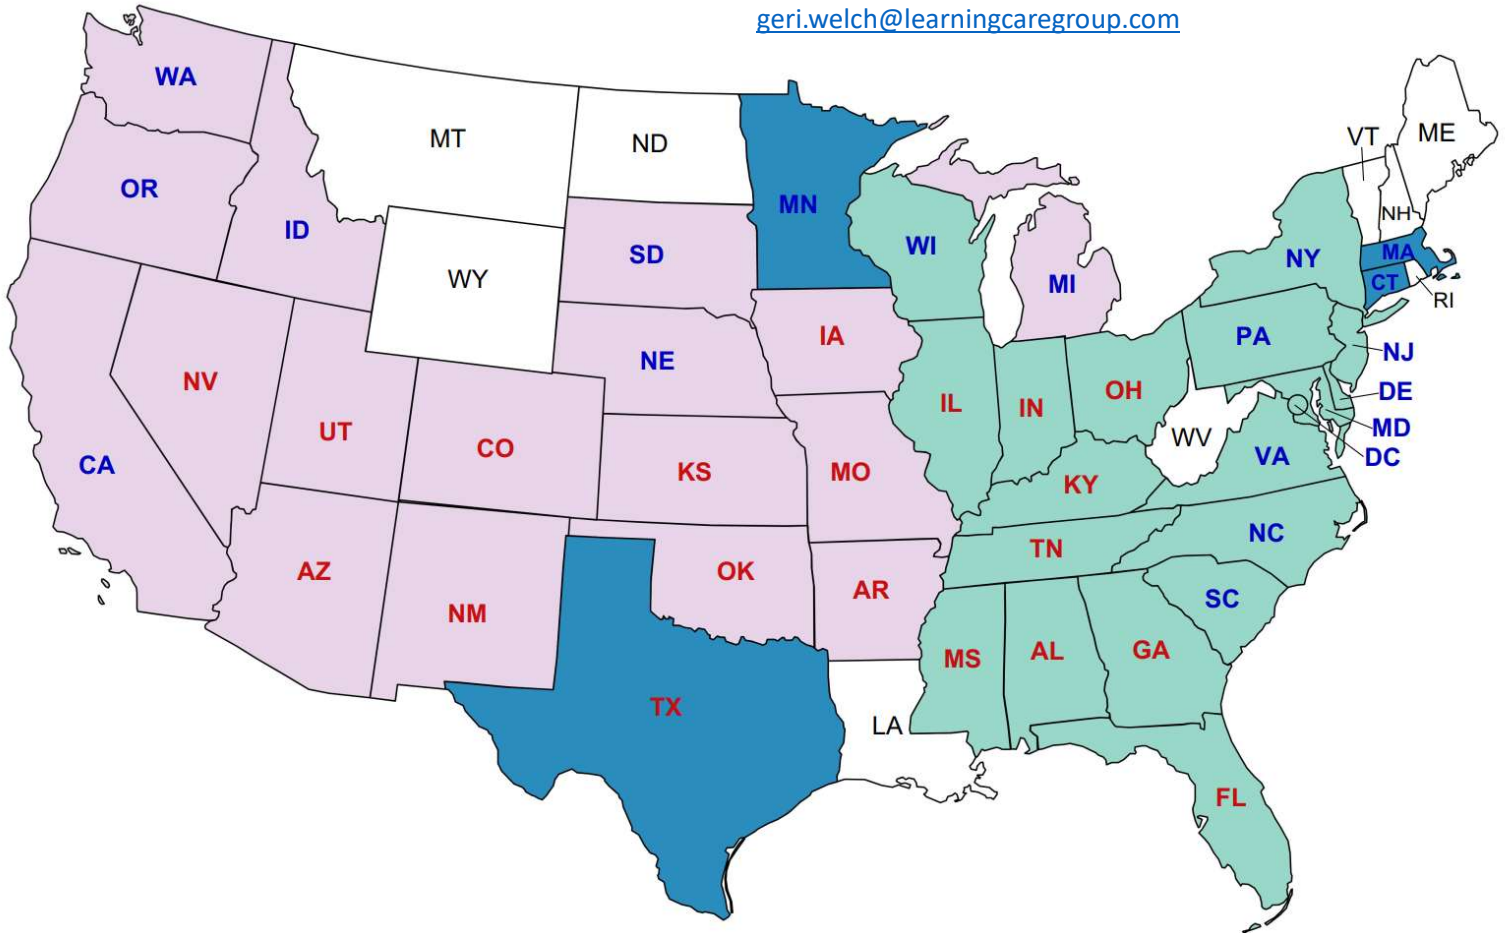 geri.welch@learningcaregroup.com
WA
MT
ND
VT
ME
OR
MN
ID
WI
NH
SD
NY
MA
WY
MI
CT
RI
IA
PA
NE
NJ
NV
OH
DE
IL
IN
UT
MD
CO
WV
DC
CA
VA
KS
MO
KY
NC
TN
AZ
OK
AR
SC
NM
MS
AL
GA
TX
LA
FL